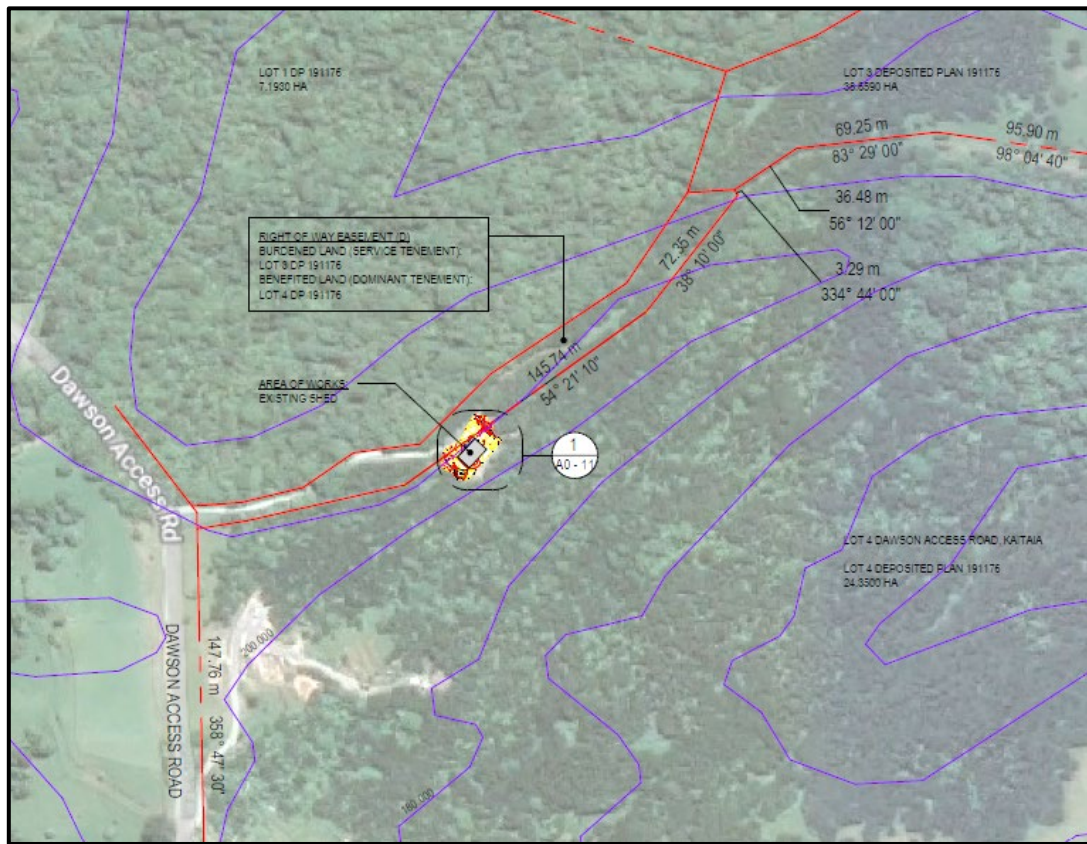 LOT 1 DP 191176
7.1930 HA
LOT 3 DEPOSITED PLAN 191176
38.6590 HA
69.25 m
83° 29' 00"
95.90 m
98° 04' 40"
36.48 m
56° 12' 00"
3.29 m
334° 44' 00"
72.35 m
38° 10' 00"
RIGHT OF WAY EASEMENT (D)
BURDENED LAND (SERVICE TENEMENT):
LOT 3 DP 191176
BENEFITED LAND (DOMINANT TENEMENT):
LOT 4 DP 191176
145.74 m
54° 21' 10"
AREA OF WORKS:
EXISTING SHED
1
A0 - 11
Dawson Access Rd
LOT 4 DAWSON ACCESS ROAD, KAITAIA
LOT 4 DEPOSITED PLAN 191176
24.3500 HA
DAWSON ACCESS ROAD
147.76 m
358° 47' 30"
200.000
180.000